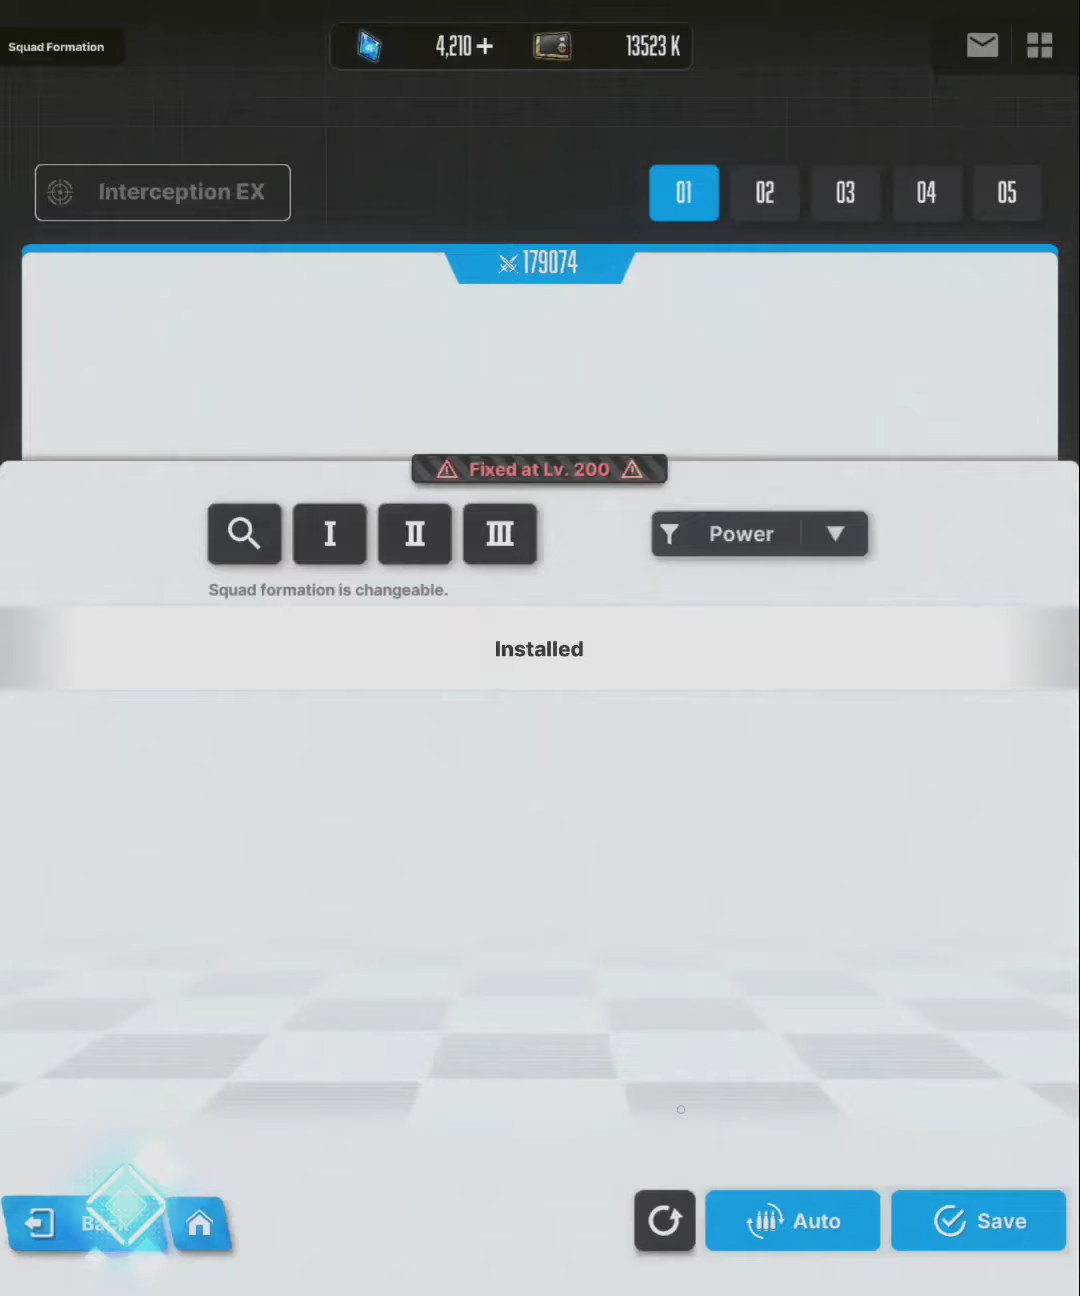 Squad Formation
4,210 +
13523 K
Interception EX
01 02 03 04 05
179074
Fixed at Lv. 200
I II III
Power
Squad formation is changeable.
Installed
Back
Auto
Save